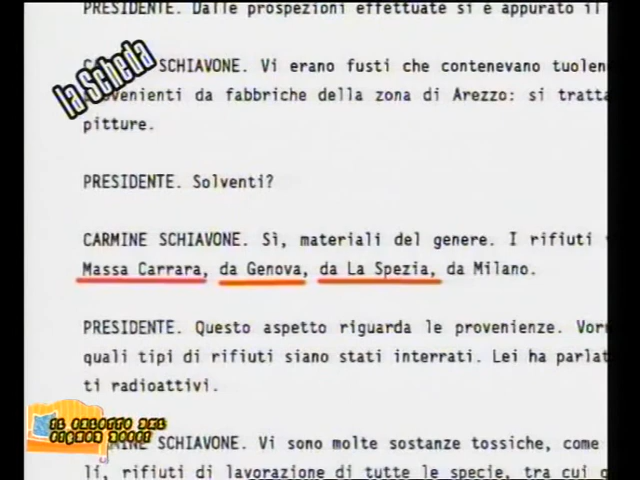 PRESIDENTE. Dalle prospezioni effettuate si è appurato il
la Scheda
SCHIAVONE. Vi erano fusti che contenevano tuolen
provenienti da fabbriche della zona di Arezzo: si tratta
pitture.
PRESIDENTE. Solventi?
CARMINE SCHIAVONE. Sì, materiali del genere. I rifiuti
Massa Carrara, da Genova, da La Spezia, da Milano.
PRESIDENTE. Questo aspetto riguarda le provenienze. Vorr
quali tipi di rifiuti siano stati interrati. Lei ha parlat
ti radioattivi.
SCHIAVONE. Vi sono molte sostanze tossiche, come
li, rifiuti di lavorazione di tutte le specie, tra cui q